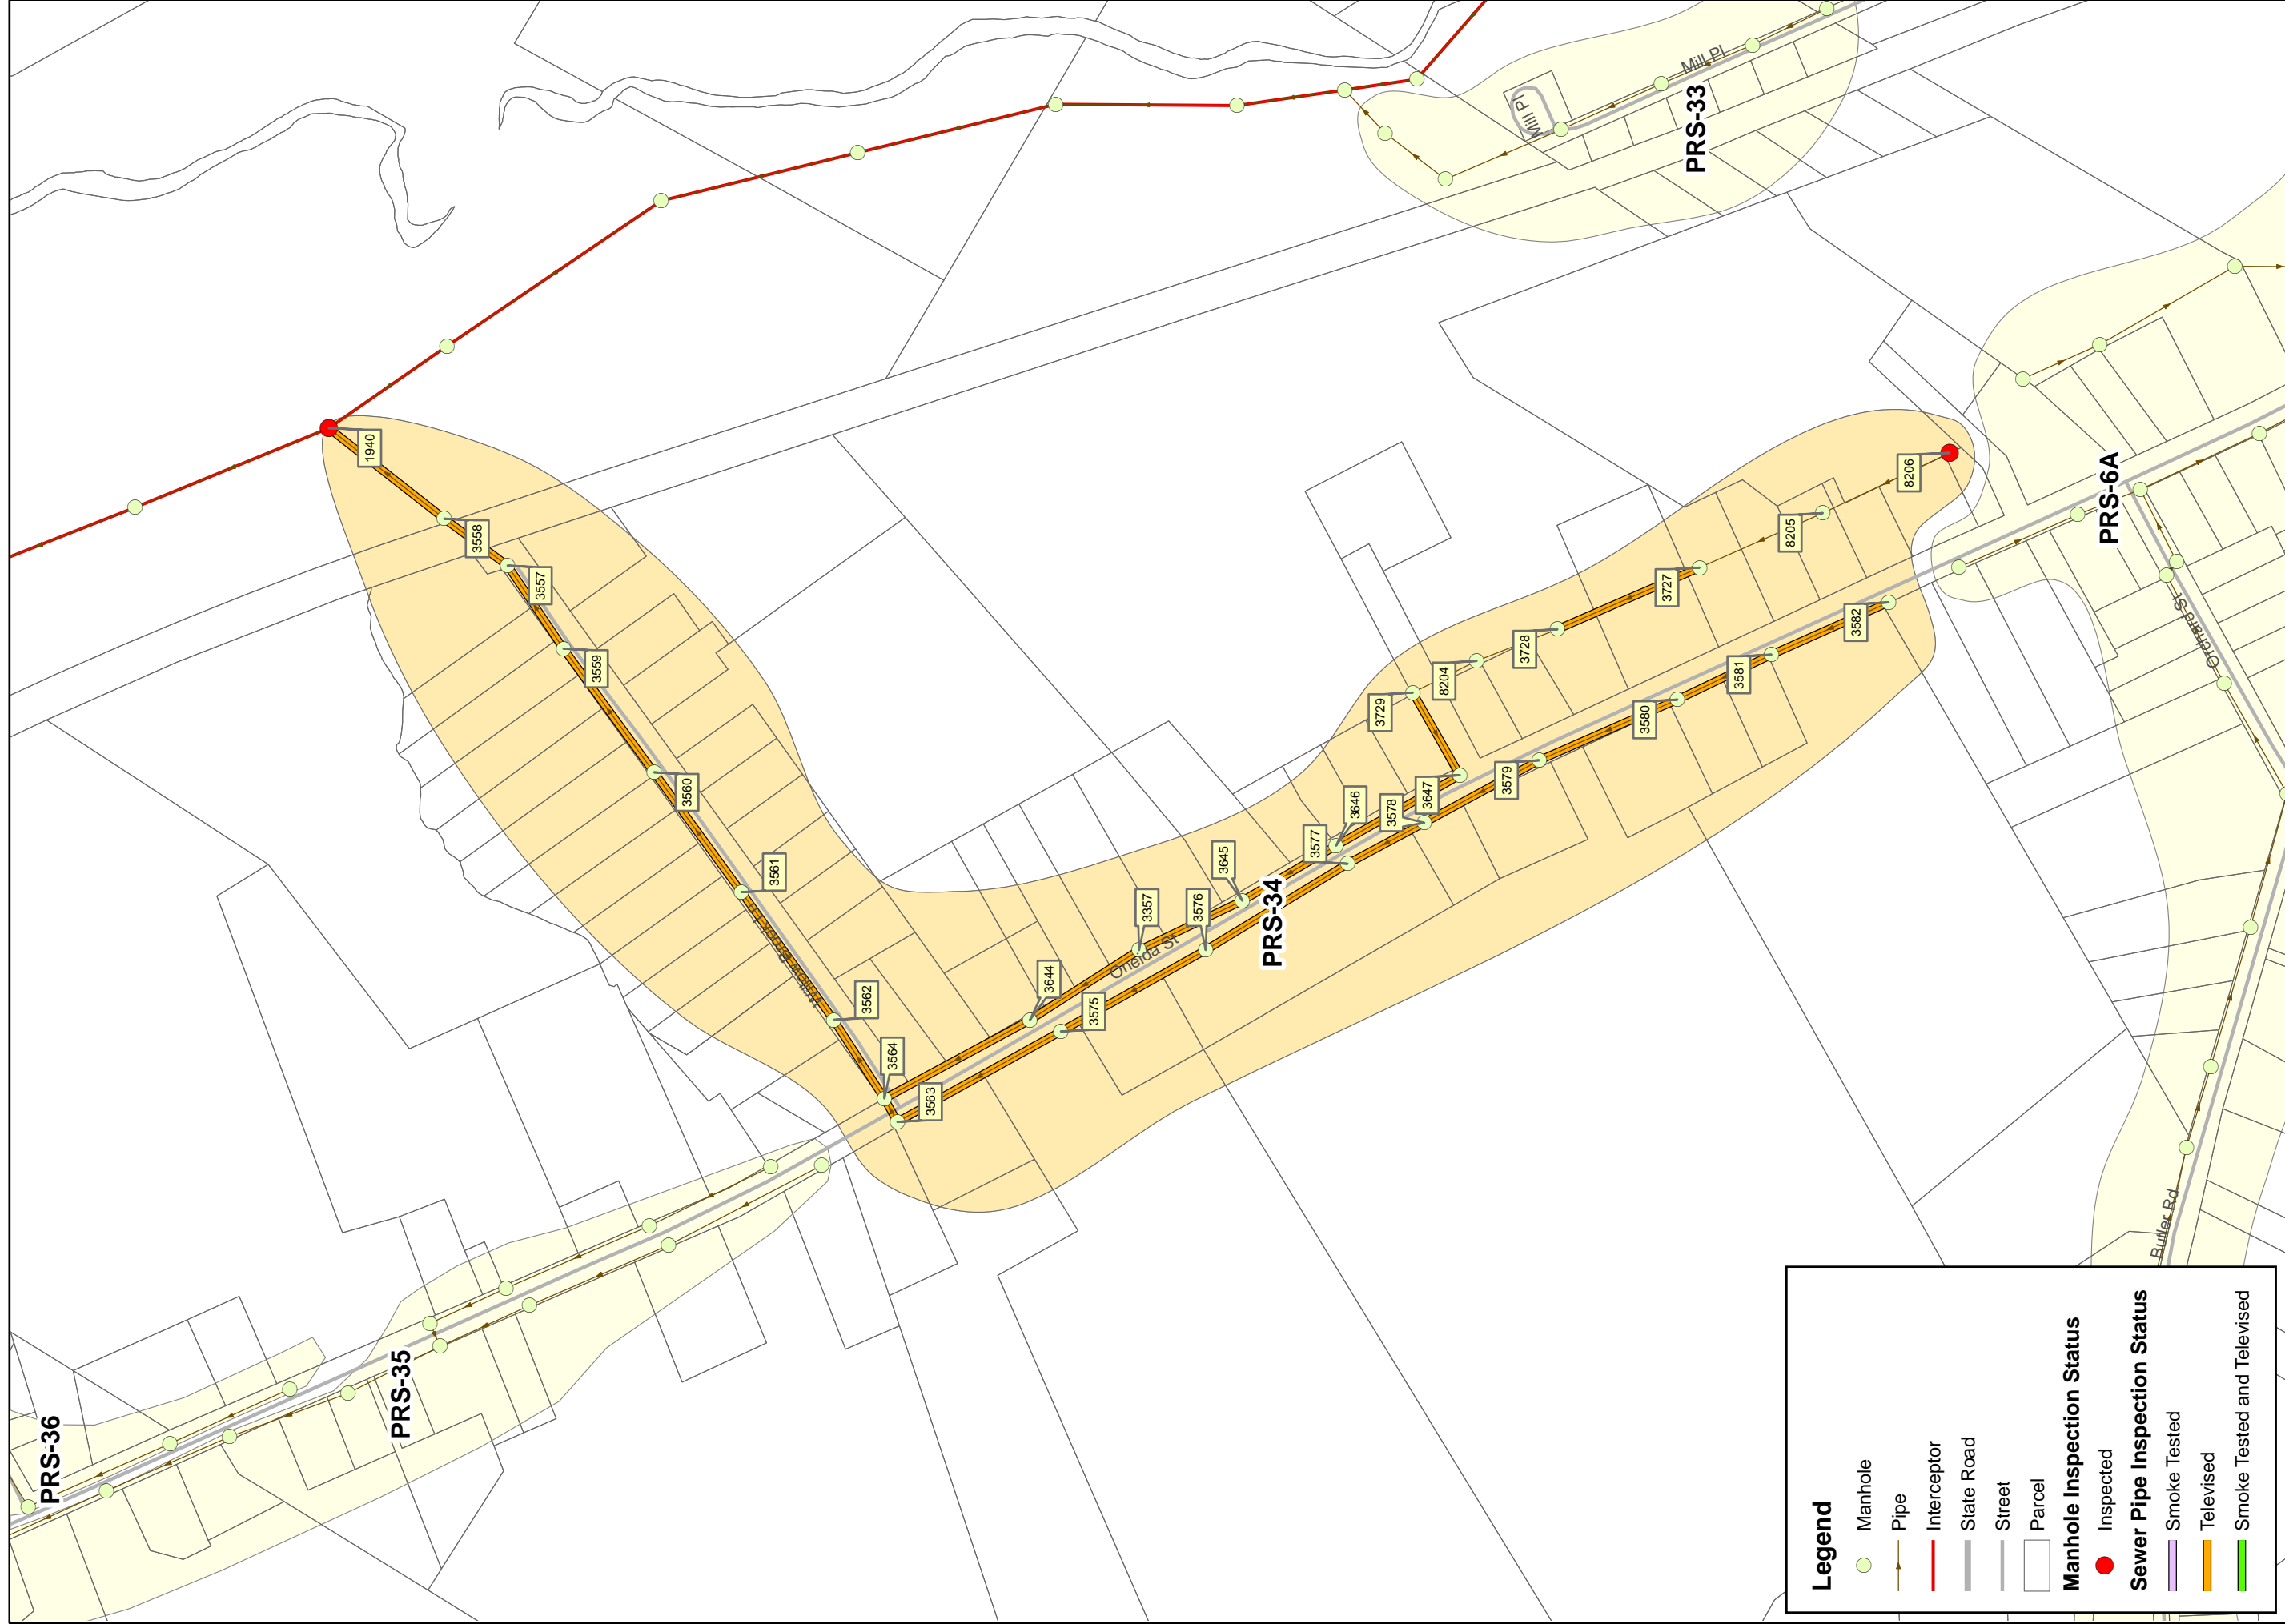 PRS-36
PRS-35
PRS-34
PRS-33
PRS-6A
Mill Pl
Mill Pl
Willow Brook Ln
Oneida St
Orchard St
Butler Rd
1940
3558
3557
3559
3560
3561
3562
3564
3563
3644
3575
3357
3576
3645
3577
3646
3578
3647
3579
3729
8204
3728
3727
8205
8206
3580
3581
3582
Legend
Manhole
Pipe
Interceptor
State Road
Street
Parcel
Manhole Inspection Status
Inspected
Sewer Pipe Inspection Status
Smoke Tested
Televised
Smoke Tested and Televised